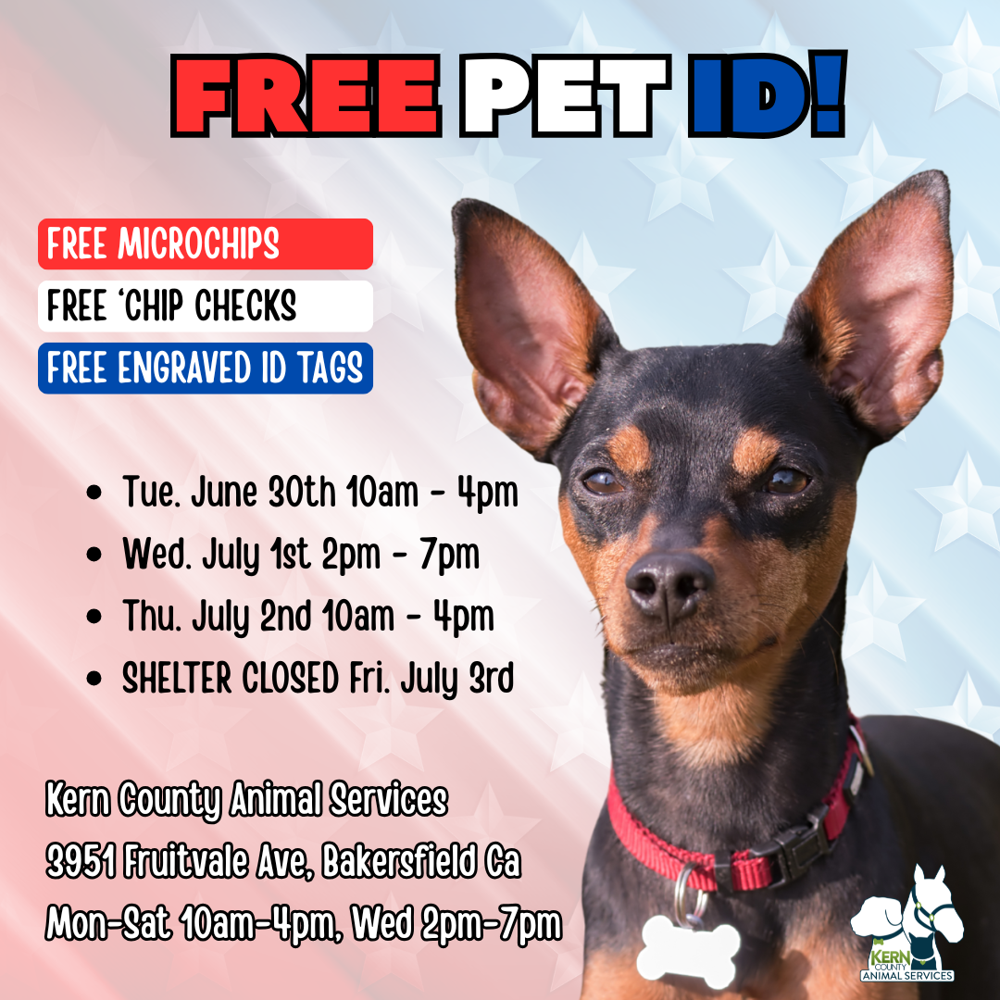 FREE PET ID!
FREE MICROCHIPS
FREE ‘CHIP CHECKS
FREE ENGRAVED ID TAGS
• Tue. June 30th 10am - 4pm
• Wed. July 1st 2pm - 7pm
• Thu. July 2nd 10am - 4pm
• SHELTER CLOSED Fri. July 3rd
Kern County Animal Services
3951 Fruitvale Ave, Bakersfield Ca
Mon-Sat 10am-4pm, Wed 2pm-7pm
KERN
COUNTY
ANIMAL SERVICES